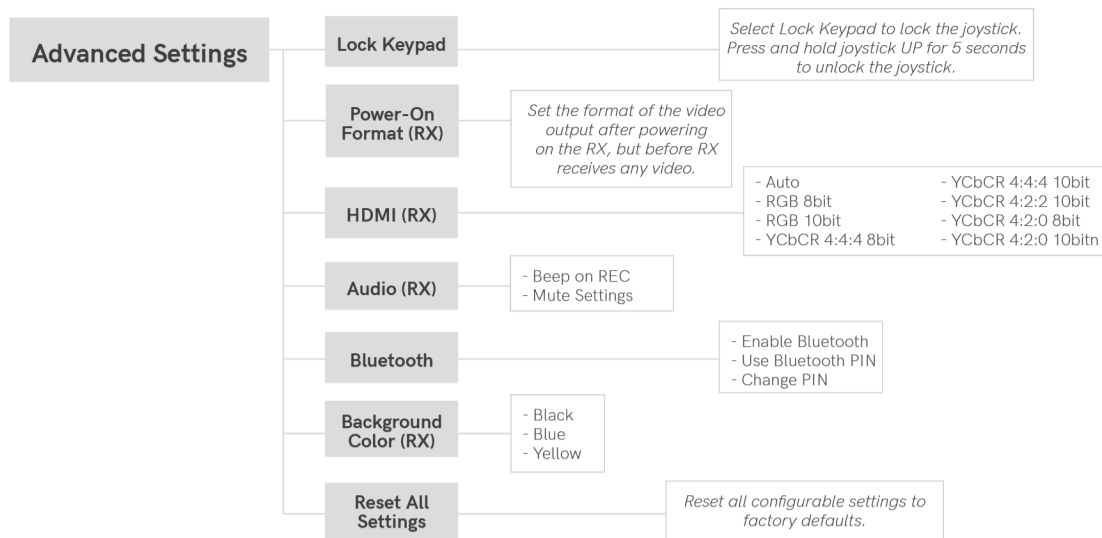 Advanced Settings
Lock Keypad
Select Lock Keypad to lock the joystick.
Press and hold joystick UP for 5 seconds
to unlock the joystick.
Power-On
Format (RX)
Set the format of the video
output after powering
on the RX, but before RX
receives any video.
HDMI (RX)
- Auto
- RGB 8bit
- RGB 10bit
- YCbCR 4:4:4 8bit
- YCbCR 4:4:4 10bit
- YCbCR 4:2:2 10bit
- YCbCR 4:2:0 8bit
- YCbCR 4:2:0 10bitn
Audio (RX)
- Beep on REC
- Mute Settings
Bluetooth
- Enable Bluetooth
- Use Bluetooth PIN
- Change PIN
Background
Color (RX)
- Black
- Blue
- Yellow
Reset All
Settings
Reset all configurable settings to
factory defaults.